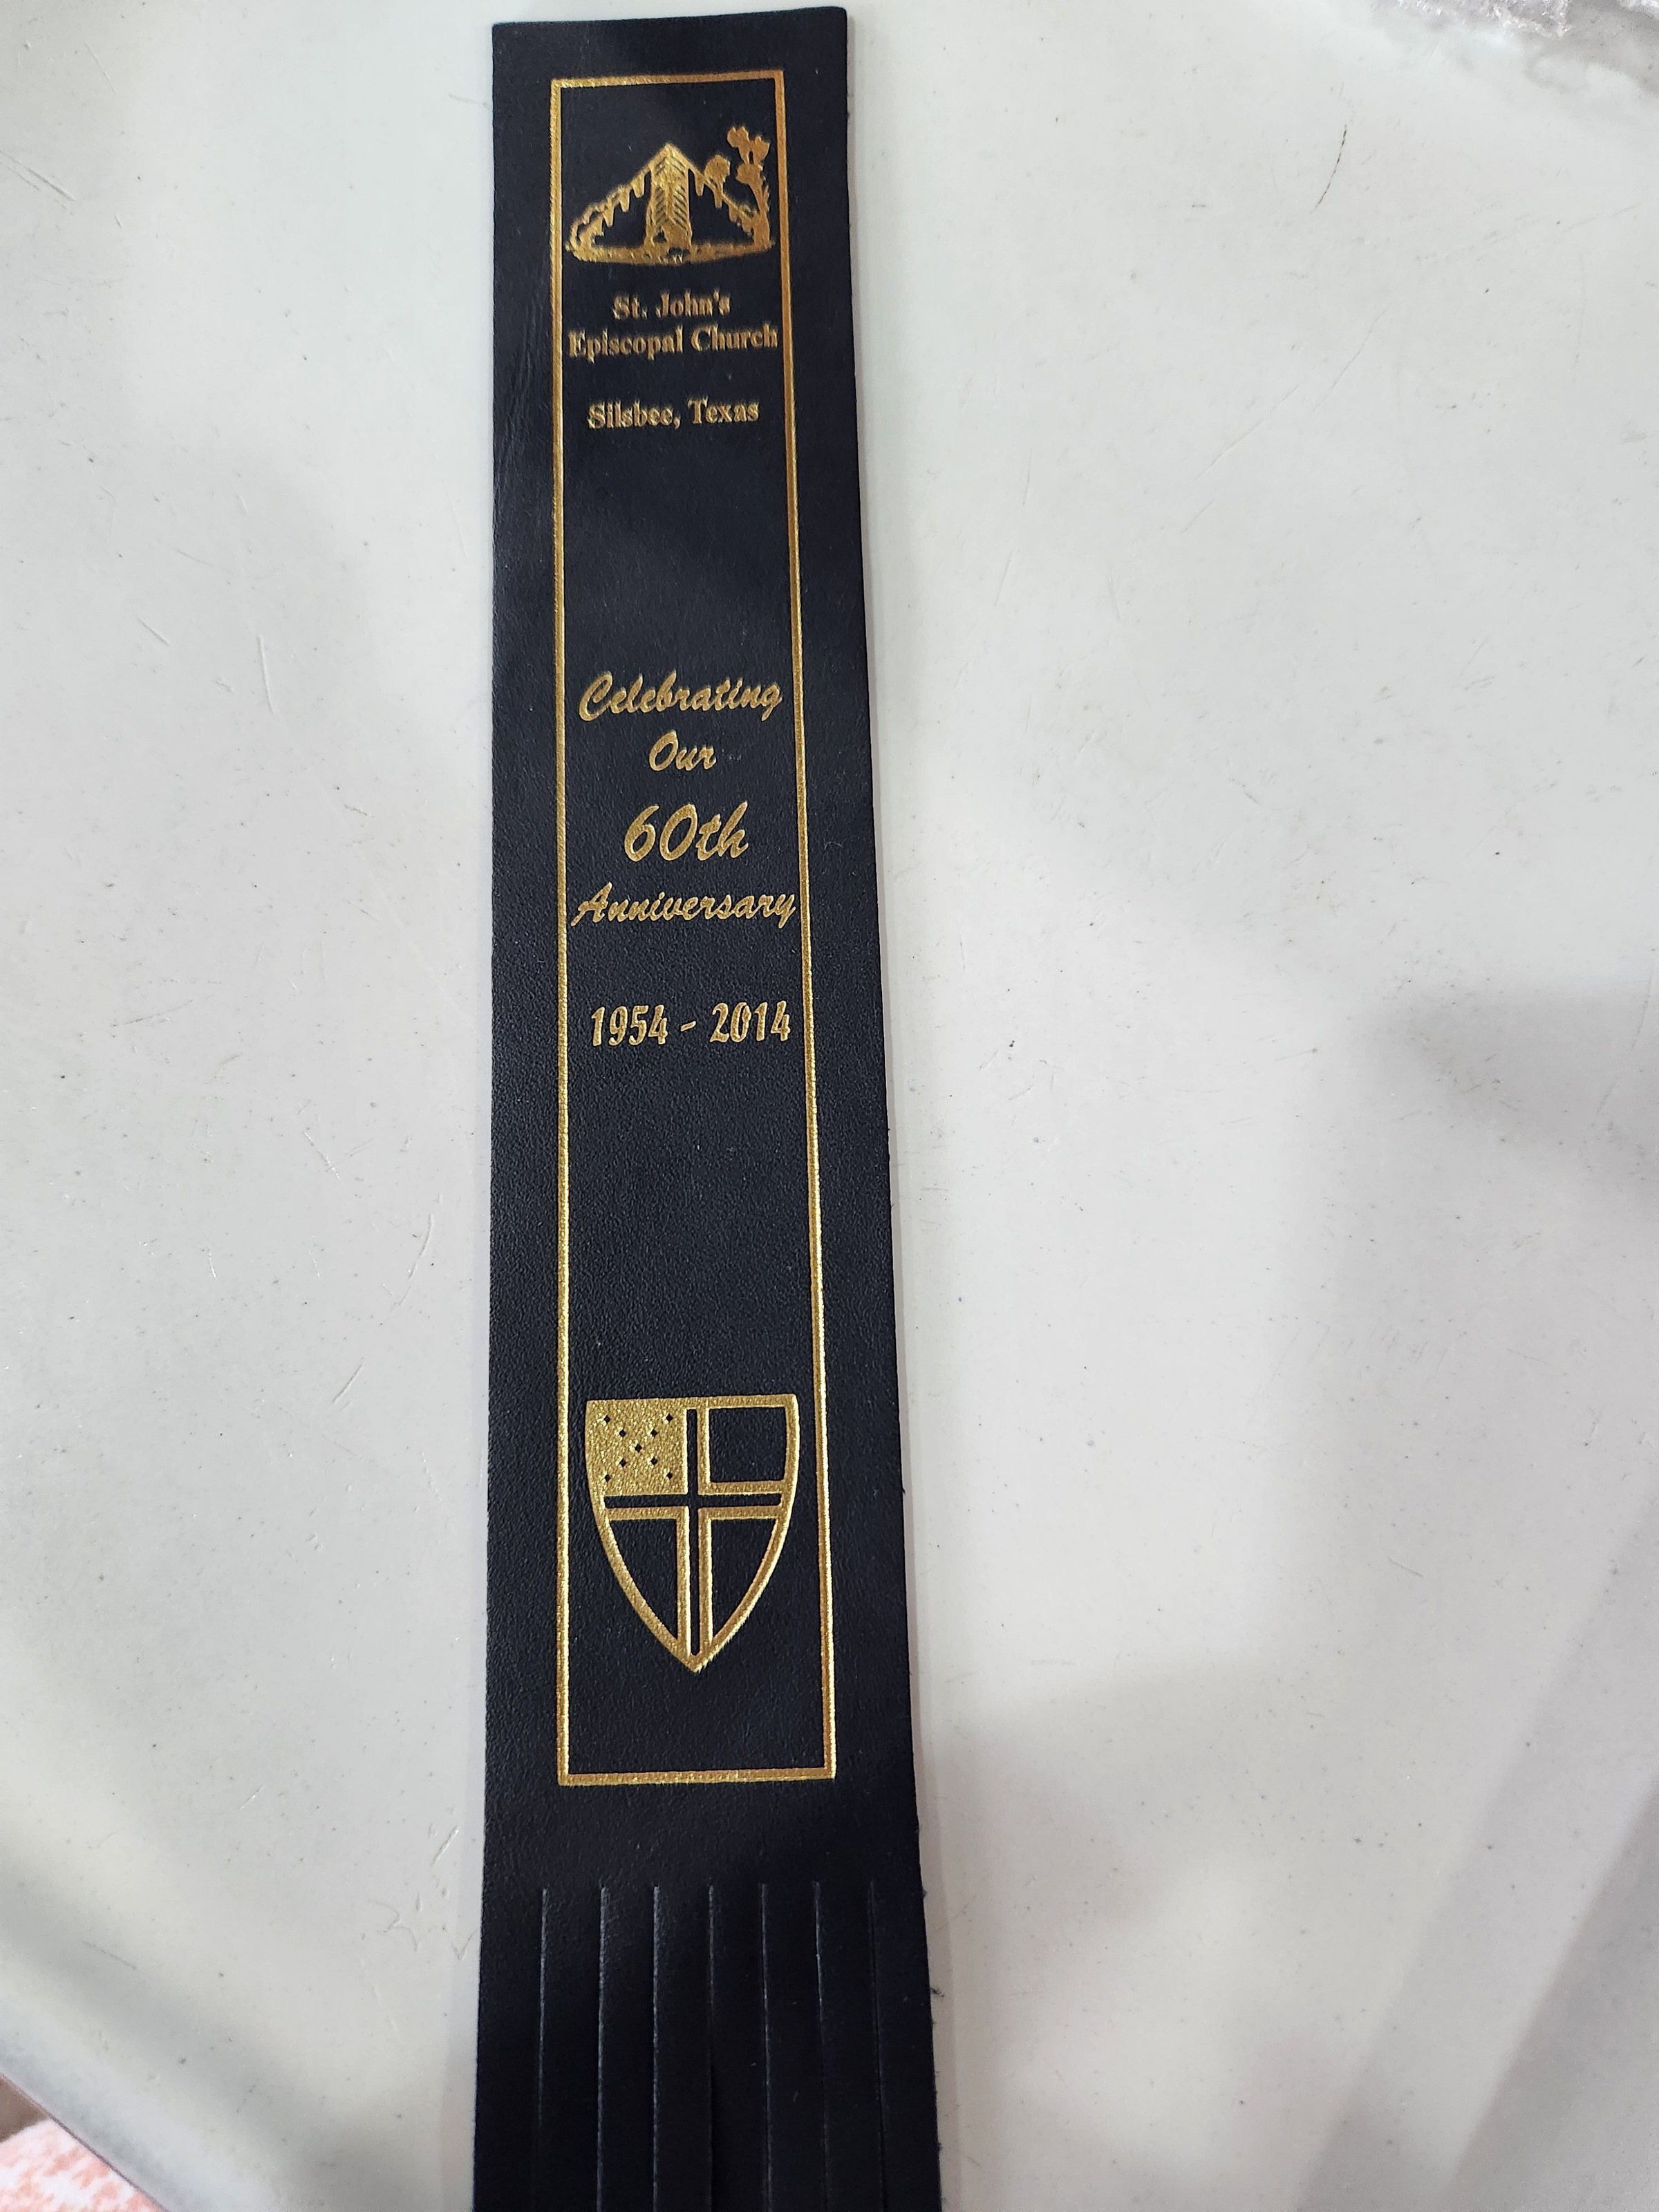 St. John's
Episcopal Church
Silsbee, Texas
Celebrating
Our
60th
Anniversary
1954 - 2014